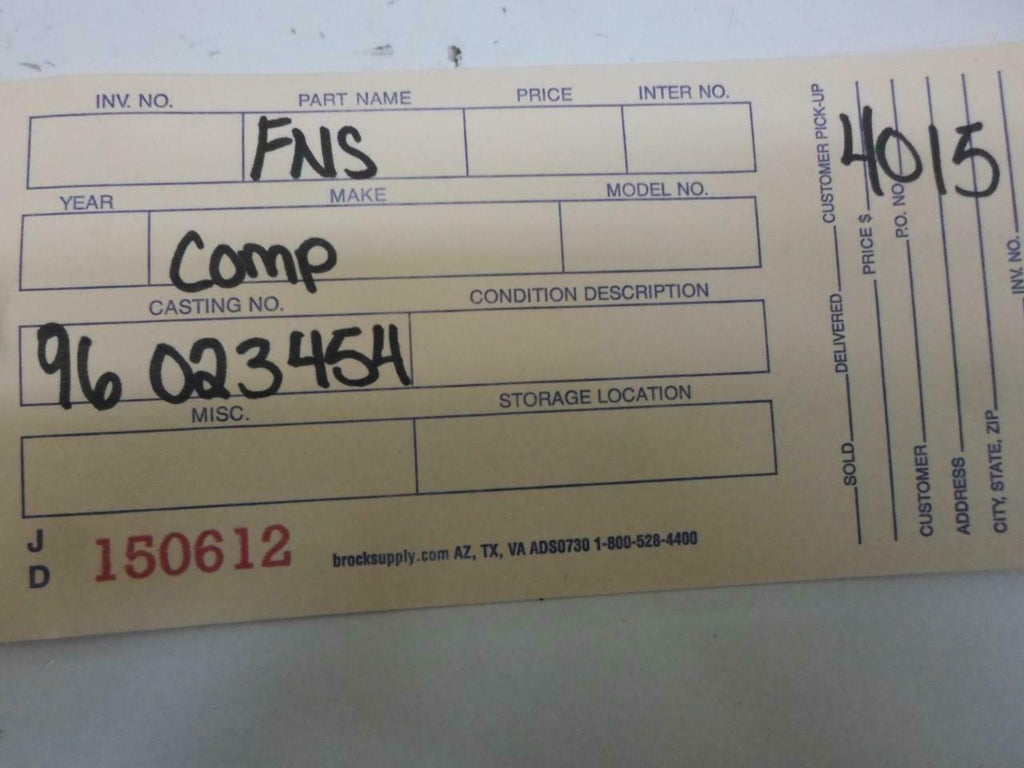 INV. NO. PART NAME PRICE INTER NO.
FNS
YEAR MAKE MODEL NO.
Comp
CASTING NO. CONDITION DESCRIPTION
96 023454
MISC. STORAGE LOCATION
J D 150612 brocksupply.com AZ, TX, VA ADS0730 1-800-528-4400
SOLD DELIVERED CUSTOMER PICK-UP
PRICE $
P.O. NO.
CUSTOMER
ADDRESS
CITY, STATE, ZIP
INV. NO.
4015